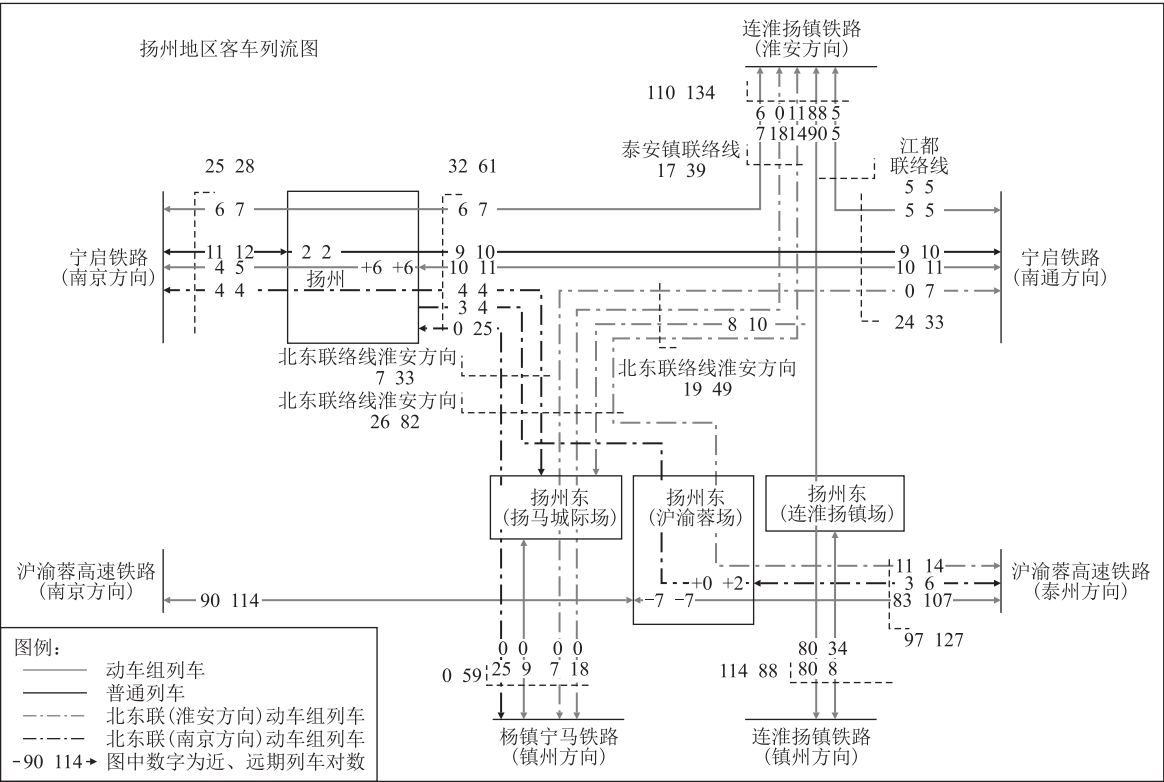 连淮扬镇铁路
(淮安方向)
扬州地区客车列流图
110 134
6 0 11 88 5
7 18 14 90 5
泰安镇联络线
17 39
江都
联络线
5 5
25 28
32 61
6 7
6 7
5 5
宁启铁路
(南京方向)
11 12
2 2
9 10
9 10
宁启铁路
(南通方向)
4 5
+6 +6
10 11
10 11
扬州
4 4
4 4
0 7
3 4
0 25
8 10
24 33
北东联络线淮安方向
7 33
北东联络线淮安方向
19 49
北东联络线淮安方向
26 82
扬州东
(扬马城际场)
扬州东
(沪渝蓉场)
扬州东
(连淮扬镇场)
沪渝蓉高速铁路
(南京方向)
11 14
沪渝蓉高速铁路
(泰州方向)
+0 +2
3 6
90 114
-7 -7
83 107
97 127
0 0 0 0
0 59
25 9 7 18
80 34
114 88
80 8
杨镇宁马铁路
(镇州方向)
连淮扬镇铁路
(镇州方向)
图例:
动车组列车
普通列车
北东联(淮安方向)动车组列车
北东联(南京方向)动车组列车
-90 114→ 图中数字为近、远期列车对数